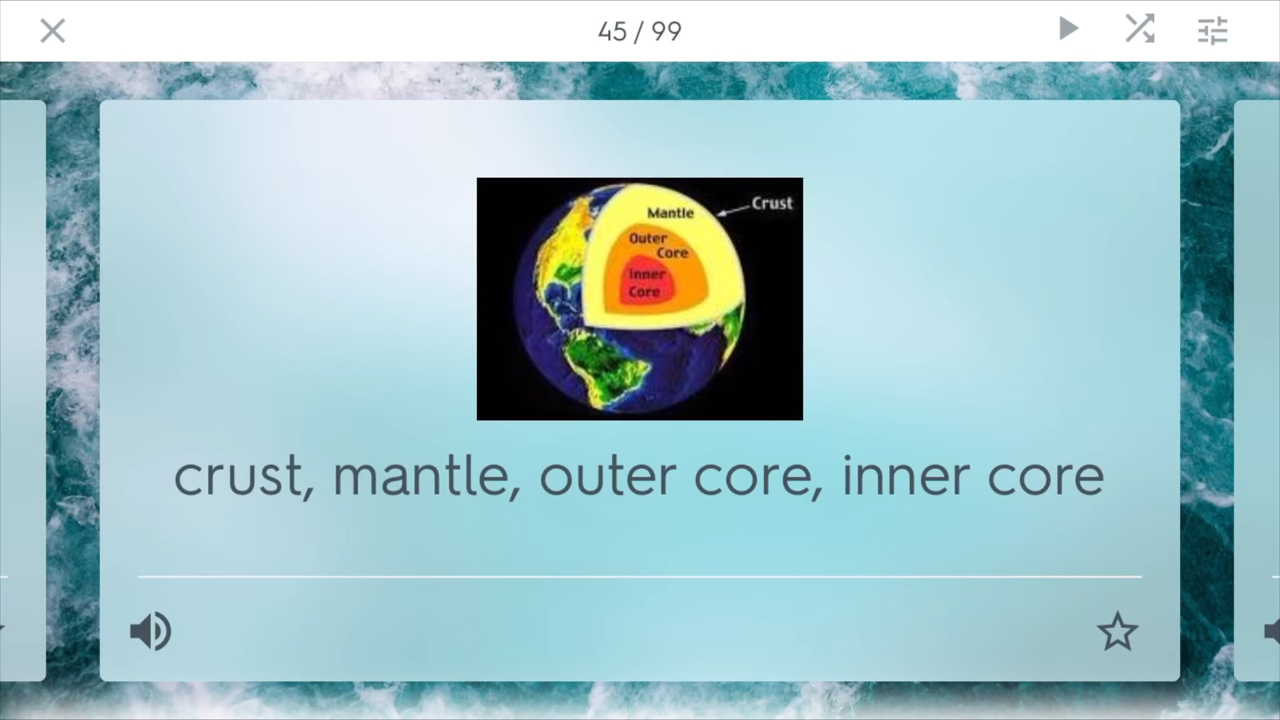 45 / 99
Mantle
Crust
Outer
Core
Inner
Core
crust, mantle, outer core, inner core